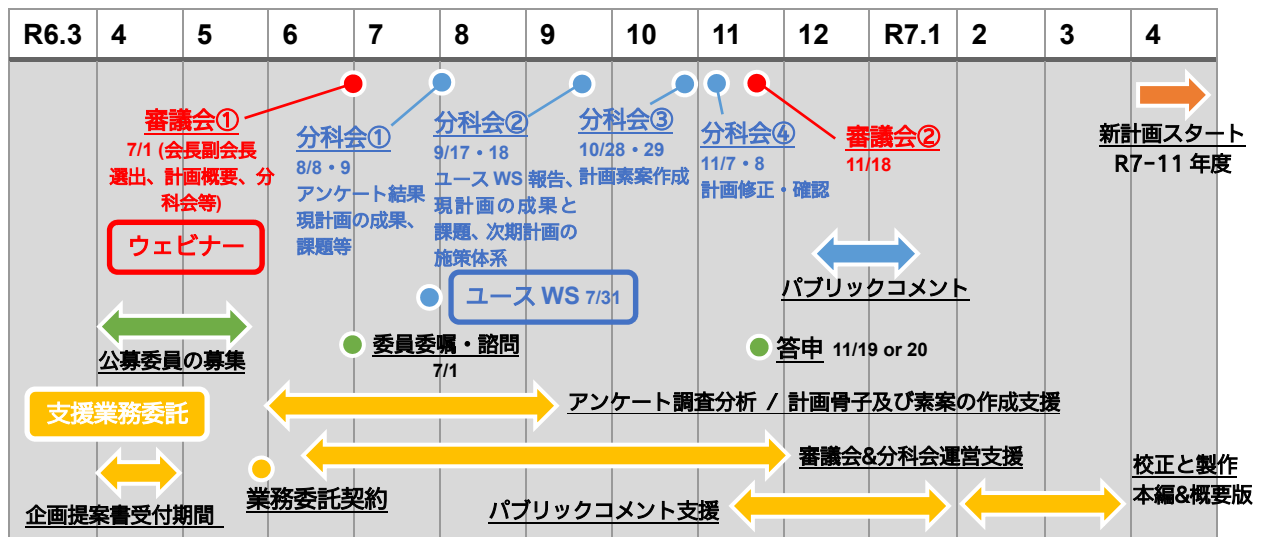 R6.3 4 5 6 7 8 9 10 11 12 R7.1 2 3 4
審議会①
7/1 (会長副会長
選出、計画概要、分
科会等)
ウェビナー
分科会①
8/8・9
アンケート結果
現計画の成果、
課題等
分科会②
9/17・18
ユース WS 報告、
現計画の成果と
課題、次期計画の
施策体系
分科会③
10/28・29
計画素案作成
分科会④
11/7・8
計画修正・確認
審議会②
11/18
新計画スタート
R7-11 年度
パブリックコメント
ユース WS 7/31
公募委員の募集
委員委嘱・諮問
7/1
答申 11/19 or 20
支援業務委託
アンケート調査分析 / 計画骨子及び素案の作成支援
審議会&分科会運営支援
企画提案書受付期間
業務委託契約
パブリックコメント支援
校正と製作
本編&概要版